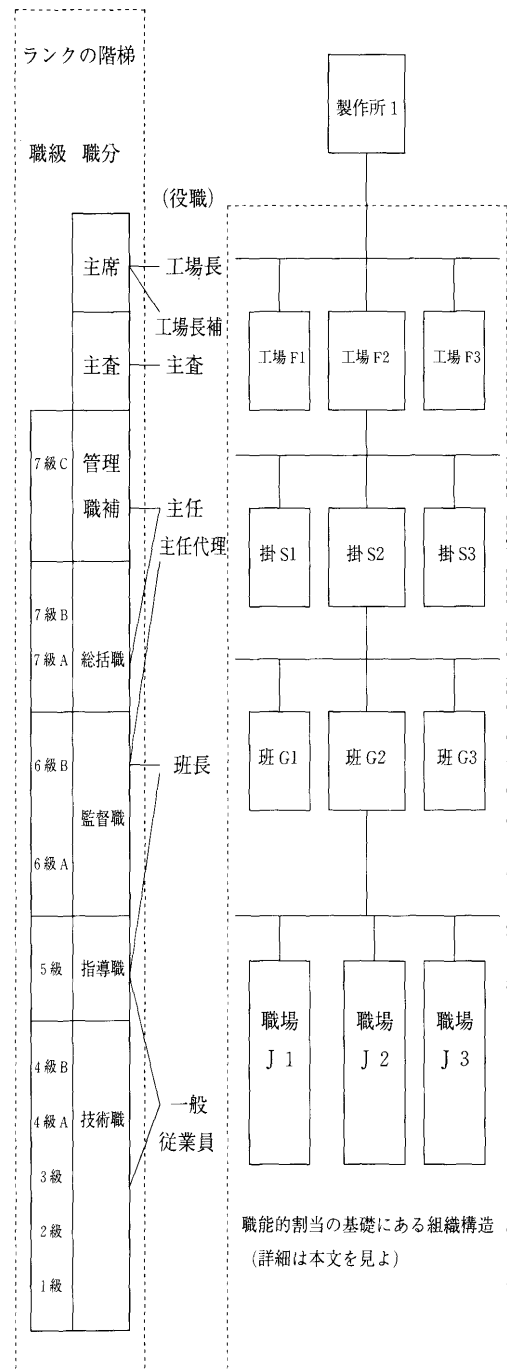 ランクの階梯
職級 職分
(役職)
製作所 1
主席
工場長
工場長補
主査
主査
工場 F1
工場 F2
工場 F3
7級 C
管理
職補
主任
主任代理
掛 S1
掛 S2
掛 S3
7級 B
7級 A
総括職
6級 B
班長
班 G1
班 G2
班 G3
監督職
6級 A
5級
指導職
職場
J 1
職場
J 2
職場
J 3
4級 B
4級 A
技術職
一般
従業員
3級
2級
1級
職能的割当の基礎にある組織構造
(詳細は本文を見よ)